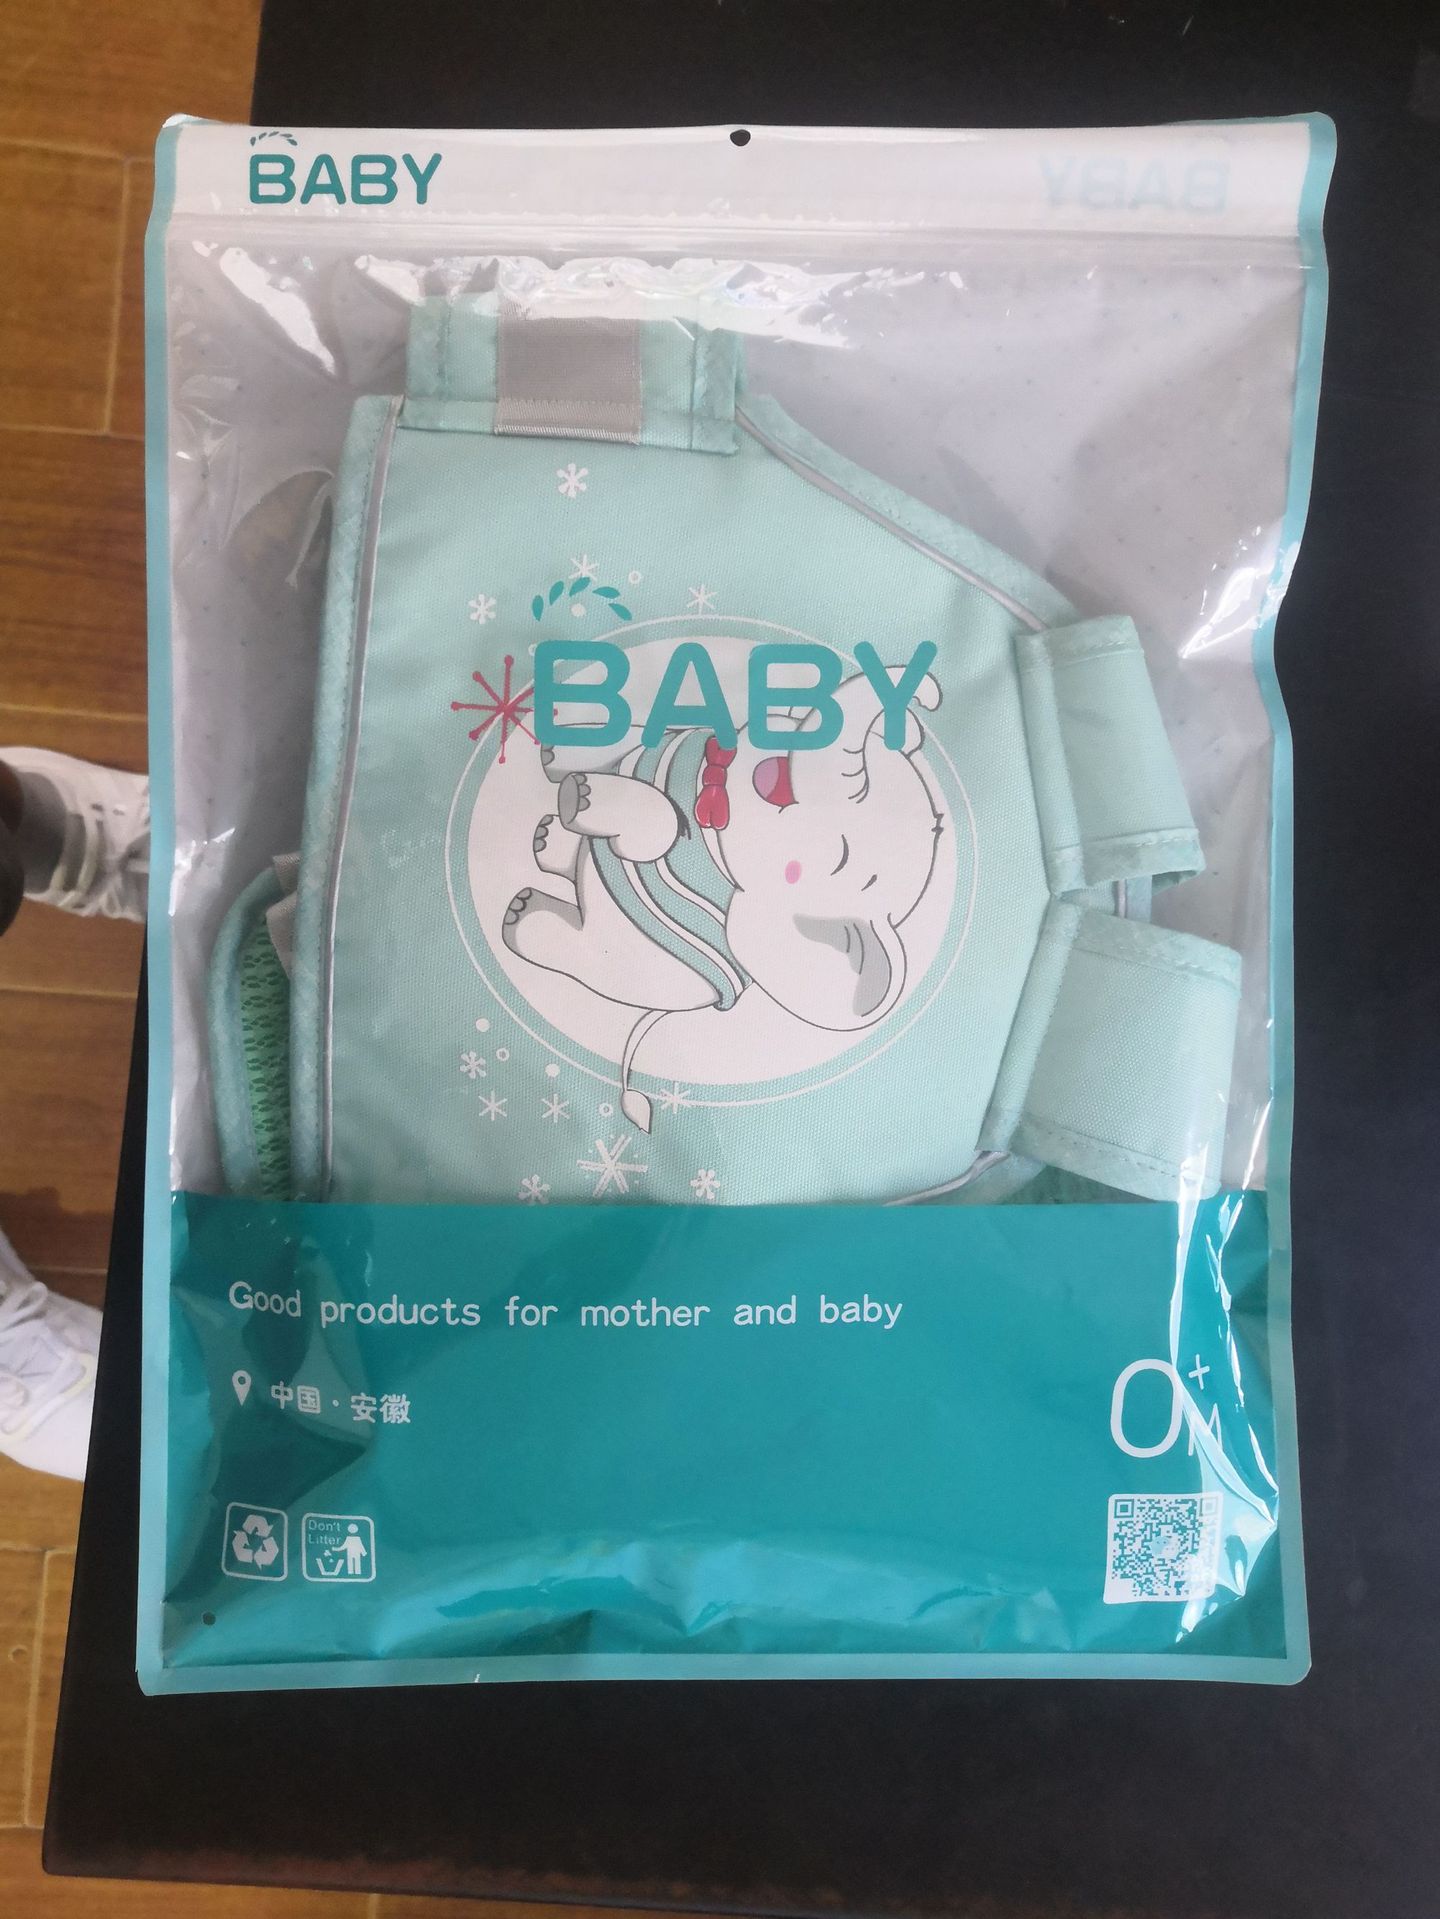 BABY
BABY
BABY
Good products for mother and baby
中国·安徽
0+
M
Don't
Litter